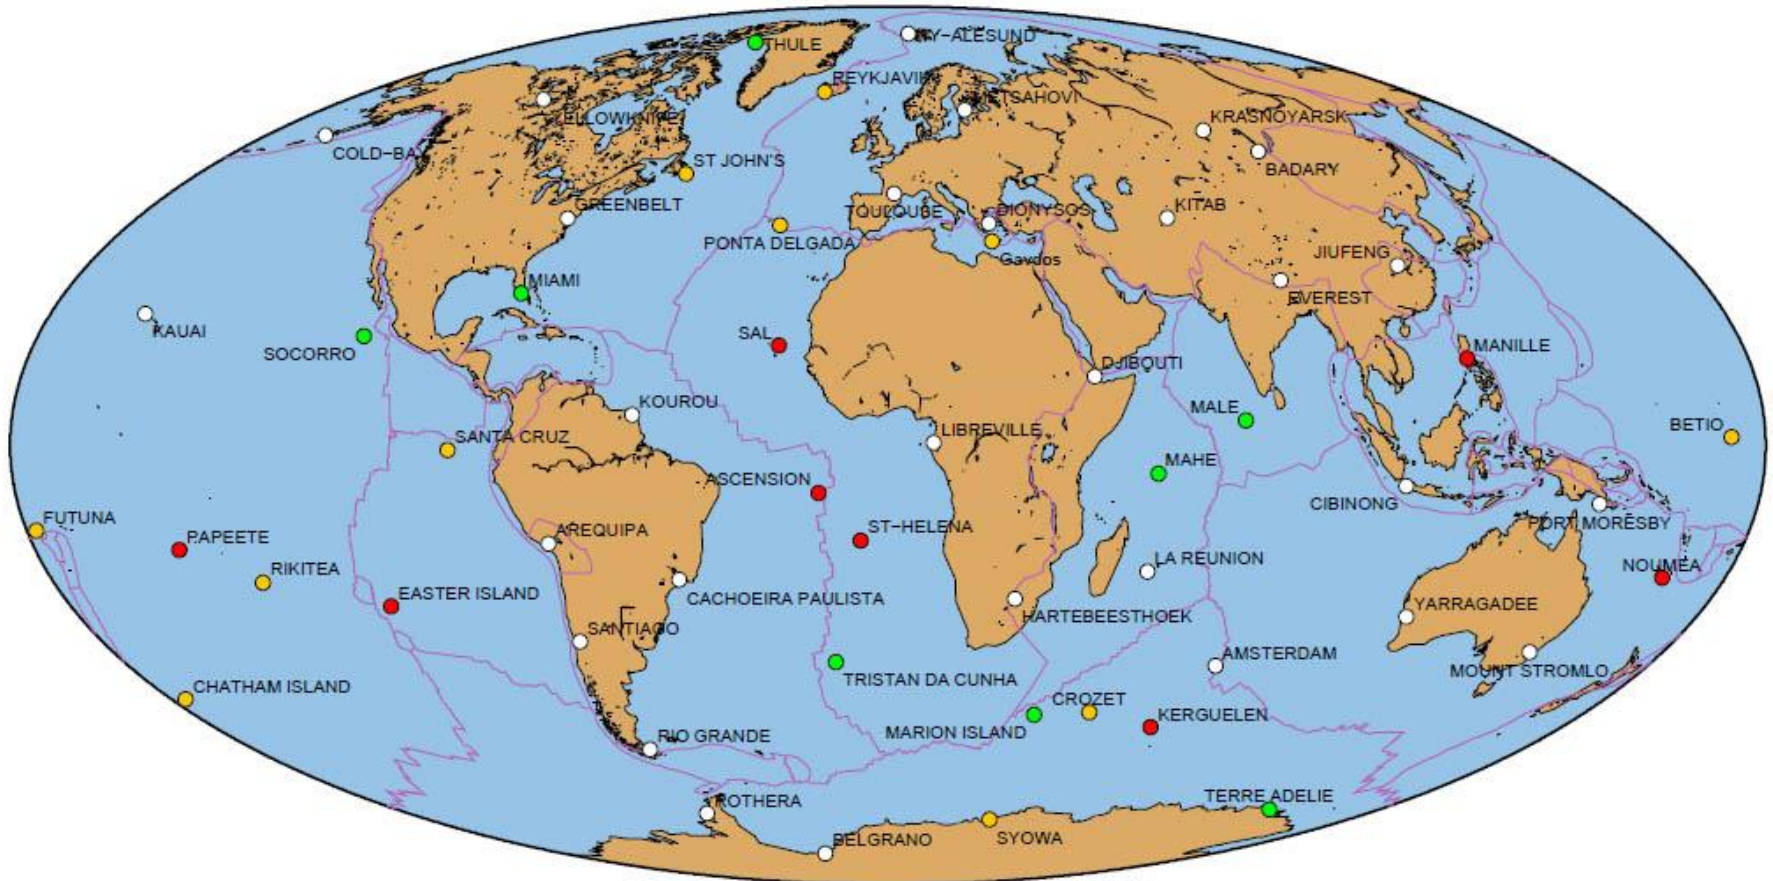 THULE
NY-ALESUND
REYKJAVIK
METSAHOVI
YELLOWKNIFE
KRASNOYARSK
COLD-BAY
ST JOHN'S
BADARY
GREENBELT
TOULOUSE
DIONYSOS
KITAB
PONTA DELGADA
JIUFENG
Gavdos
MIAMI
EVEREST
KAUAI
SAL
SOCORRO
MANILLE
DJIBOUTI
KOUROU
MALE
LIBREVILLE
BETIO
SANTA CRUZ
MAHE
ASCENSION
CIBINONG
FUTUNA
ST-HELENA
PORT MORESBY
PAPEETE
AREQUIPA
LA REUNION
NOUMEA
RIKITEA
EASTER ISLAND
CACHOEIRA PAULISTA
YARRAGADEE
HARTEBEESTHOEK
SANTIAGO
AMSTERDAM
MOUNT STROMLO
TRISTAN DA CUNHA
CHATHAM ISLAND
CROZET
KERGUELEN
MARION ISLAND
RIO GRANDE
TERRE ADELIE
ROTHERA
BELGRANO
SYOWA